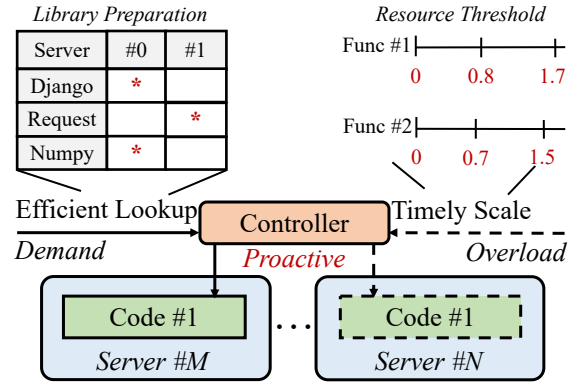 Library Preparation
Resource Threshold
Server #0 #1
Django *
Request *
Numpy *
Func #1
0 0.8 1.7
Func #2
0 0.7 1.5
Efficient Lookup
Controller
Timely Scale
Demand
Proactive
Overload
Code #1
...
Code #1
Server #M
Server #N